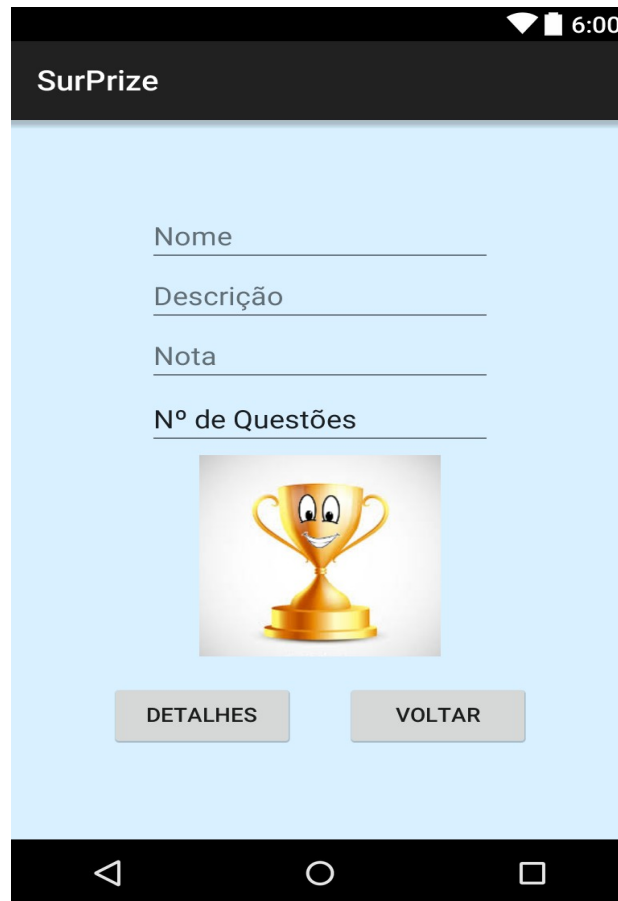 6:00
SurPrize
Nome
Descrição
Nota
Nº de Questões
DETALHES
VOLTAR